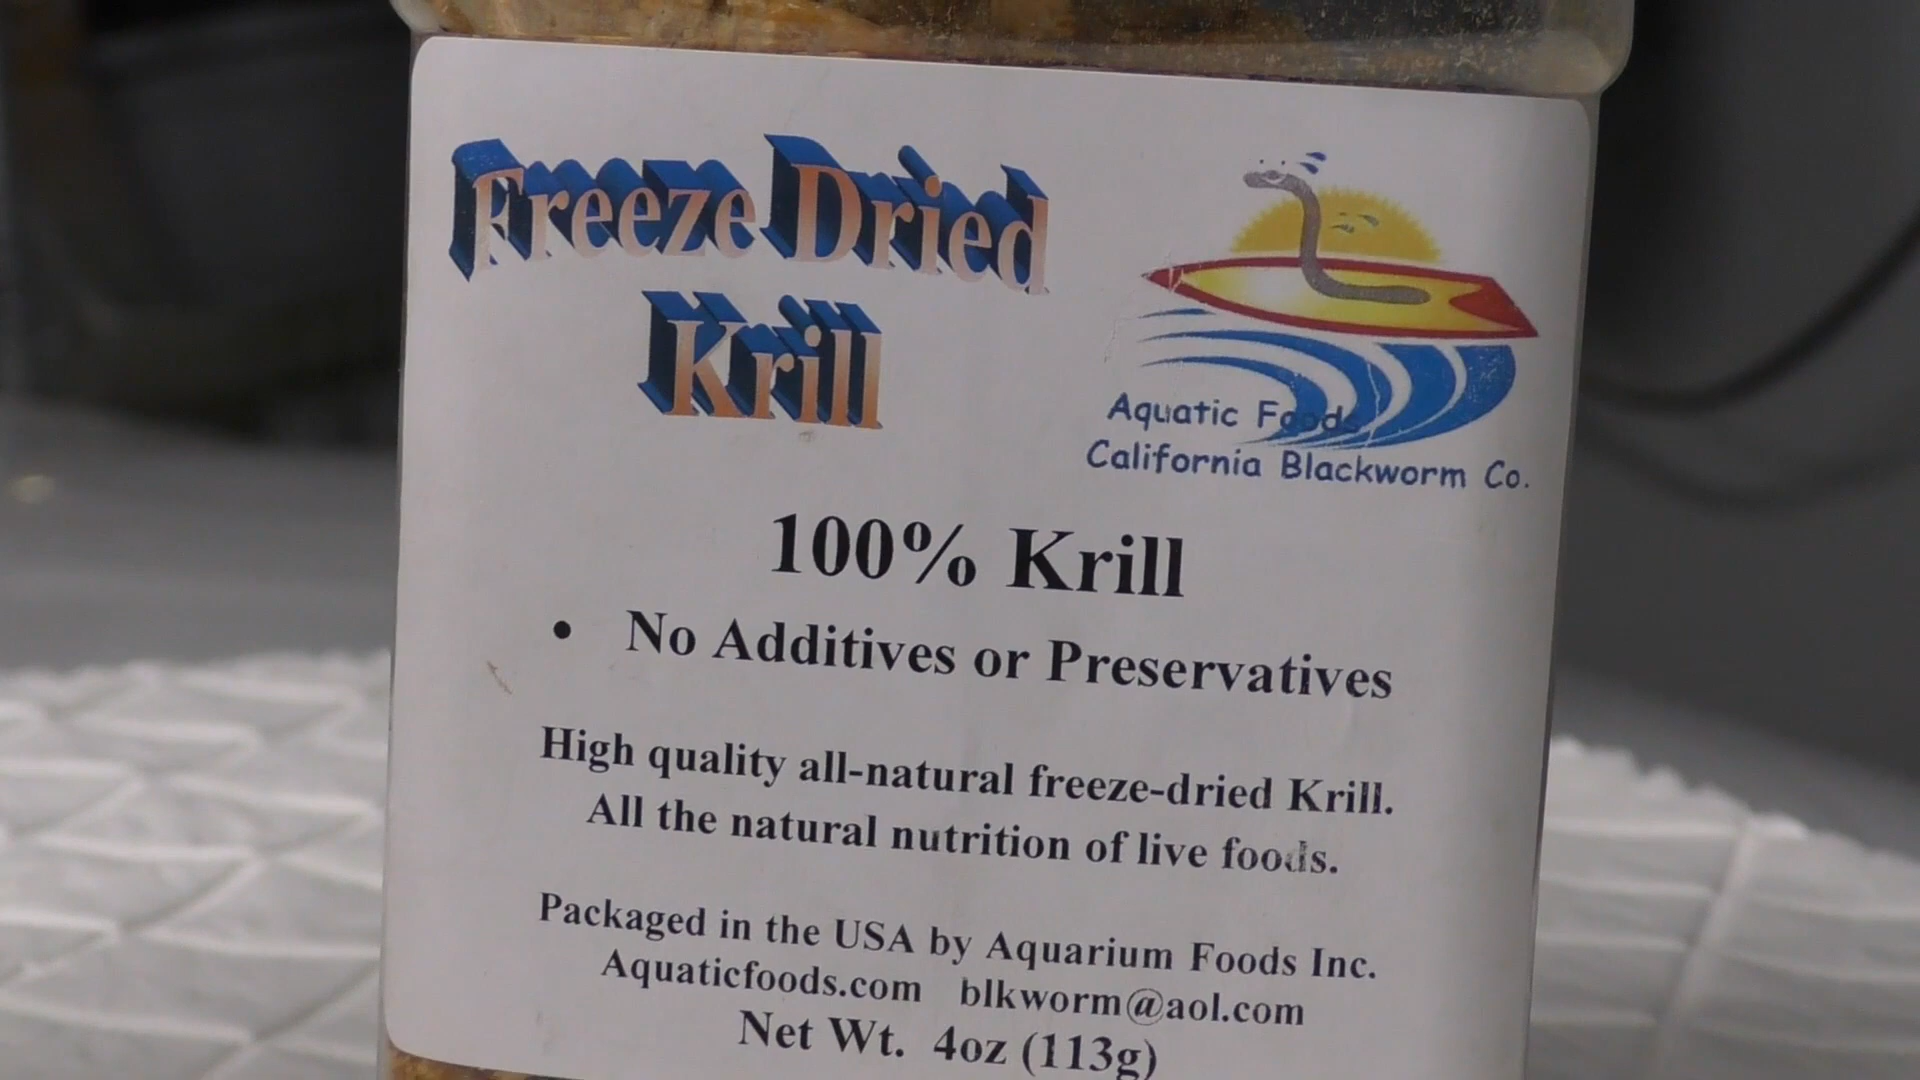 Freeze Dried
Krill
Aquatic Foods
California Blackworm Co.
100% Krill
• No Additives or Preservatives
High quality all-natural freeze-dried Krill.
All the natural nutrition of live foods.
Packaged in the USA by Aquarium Foods Inc.
Aquaticfoods.com blkworm@aol.com
Net Wt. 4oz (113g)